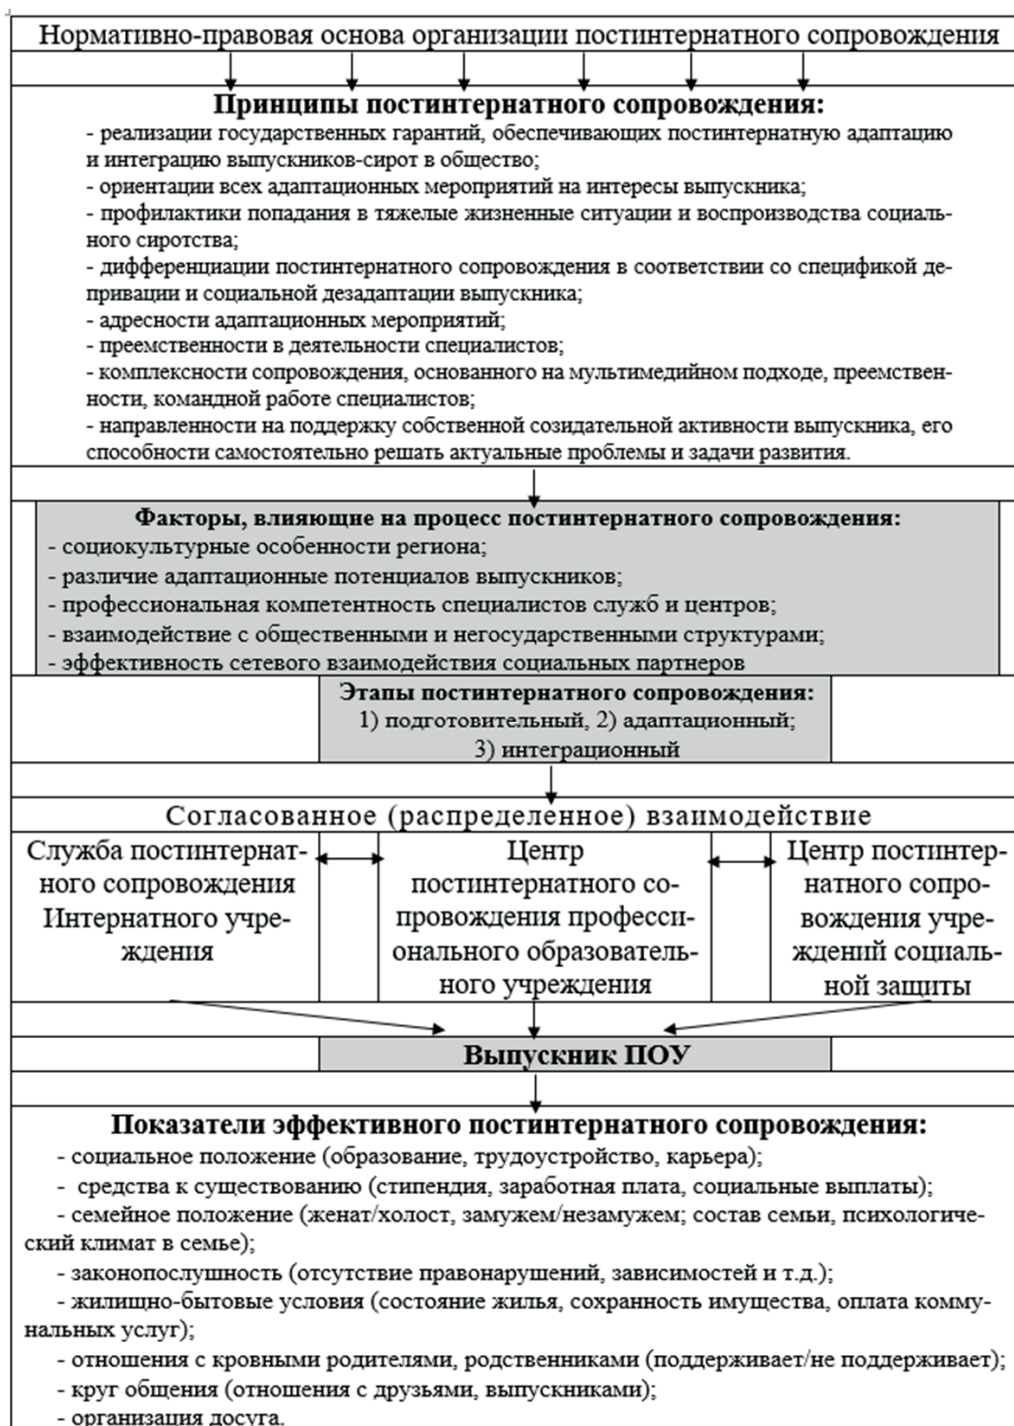 Нормативно-правовая основа организации постинтернатного сопровождения
Принципы постинтернатного сопровождения:
- реализации государственных гарантий, обеспечивающих постинтернатную адаптацию
и интеграцию выпускников-сирот в общество;
- ориентации всех адаптационных мероприятий на интересы выпускника;
- профилактики попадания в тяжелые жизненные ситуации и воспроизводства социаль-
ного сиротства;
- дифференциации постинтернатного сопровождения в соответствии со спецификой де-
привации и социальной дезадаптации выпускника;
- адресности адаптационных мероприятий;
- преемственности в деятельности специалистов;
- комплексности сопровождения, основанного на мультимедийном подходе, преемствен-
ности, командной работе специалистов;
- направленности на поддержку собственной созидательной активности выпускника, его
способности самостоятельно решать актуальные проблемы и задачи развития.
Факторы, влияющие на процесс постинтернатного сопровождения:
- социокультурные особенности региона;
- различие адаптационные потенциалов выпускников;
- профессиональная компетентность специалистов служб и центров;
- взаимодействие с общественными и негосударственными структурами;
- эффективность сетевого взаимодействия социальных партнеров
Этапы постинтернатного сопровождения:
1) подготовительный, 2) адаптационный;
3) интеграционный
Согласованное (распределенное) взаимодействие
Служба постинтернат-
ного сопровождения
Интернатного учре-
ждения
Центр
постинтернатного со-
провождения професси-
онального образователь-
ного учреждения
Центр постинтер-
натного сопро-
вождения учре-
ждений социаль-
ной защиты
Выпускник ПОУ
Показатели эффективного постинтернатного сопровождения:
- социальное положение (образование, трудоустройство, карьера);
- средства к существованию (стипендия, заработная плата, социальные выплаты);
- семейное положение (женат/холост, замужем/незамужем; состав семьи, психологиче-
ский климат в семье);
- законопослушность (отсутствие правонарушений, зависимостей и т.д.);
- жилищно-бытовые условия (состояние жилья, сохранность имущества, оплата комму-
нальных услуг);
- отношения с кровными родителями, родственниками (поддерживает/не поддерживает);
- круг общения (отношения с друзьями, выпускниками);
- организация досуга.